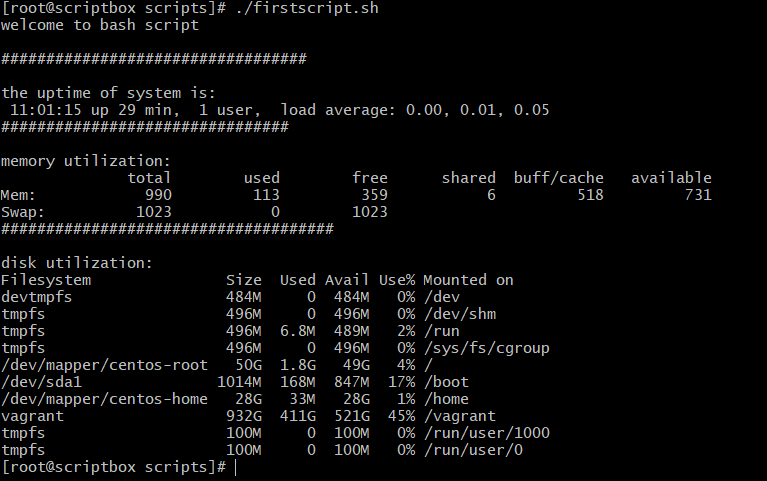 [root@scriptbox scripts]# ./firstscript.sh
welcome to bash script
##################################
the uptime of system is:
 11:01:15 up 29 min,  1 user,  load average: 0.00, 0.01, 0.05
################################
memory utilization:
              total        used        free      shared  buff/cache   available
Mem:            990         113         359           6         518         731
Swap:          1023           0        1023
#####################################
disk utilization:
Filesystem               Size  Used Avail Use% Mounted on
devtmpfs                 484M     0  484M   0% /dev
tmpfs                    496M     0  496M   0% /dev/shm
tmpfs                    496M  6.8M  489M   2% /run
tmpfs                    496M     0  496M   0% /sys/fs/cgroup
/dev/mapper/centos-root   50G  1.8G   49G   4% /
/dev/sda1               1014M  168M  847M  17% /boot
/dev/mapper/centos-home   28G   33M   28G   1% /home
vagrant                  932G  411G  521G  45% /vagrant
tmpfs                    100M     0  100M   0% /run/user/1000
tmpfs                    100M     0  100M   0% /run/user/0
[root@scriptbox scripts]#